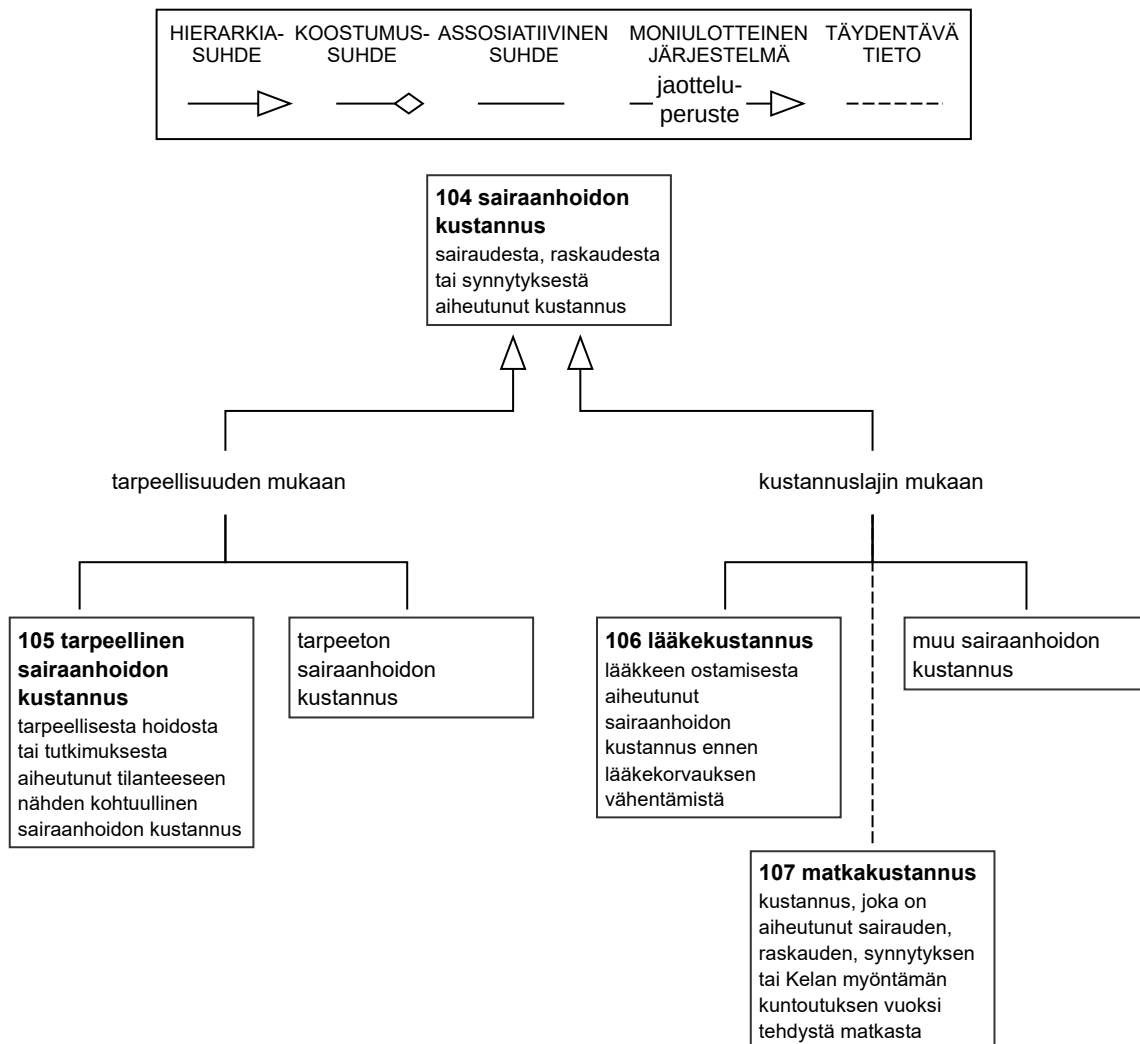 HIERARKIA-
SUHDE
KOOSTUMUS-
SUHDE
ASSOSIATIIVINEN
SUHDE
MONIULOTTEINEN
JÄRJESTELMÄ
jaottelu-
peruste
TÄYDENTÄVÄ
TIETO
104 sairaanhoidon
kustannus
sairaudesta, raskaudesta
tai synnytyksestä
aiheutunut kustannus
tarpeellisuuden mukaan
kustannuslajin mukaan
105 tarpeellinen
sairaanhoidon
kustannus
tarpeellisesta hoidosta
tai tutkimuksesta
aiheutunut tilanteeseen
nähden kohtuullinen
sairaanhoidon kustannus
tarpeeton
sairaanhoidon
kustannus
106 lääkekustannus
lääkkeen ostamisesta
aiheutunut
sairaanhoidon
kustannus ennen
lääkekorvauksen
vähentämistä
muu sairaanhoidon
kustannus
107 matkakustannus
kustannus, joka on
aiheutunut sairauden,
raskauden, synnytyksen
tai Kelan myöntämän
kuntoutuksen vuoksi
tehdystä matkasta